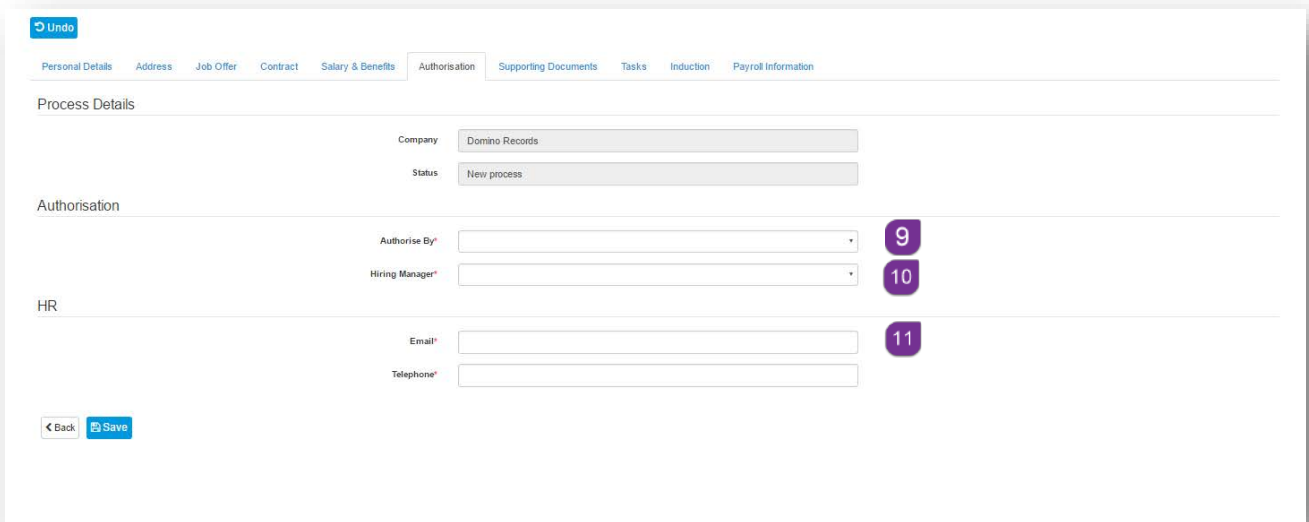 Undo
Personal Details Address Job Offer Contract Salary & Benefits Authorisation Supporting Documents Tasks Induction Payroll Information
Process Details
Company Domino Records
Status New process
Authorisation
Authorise By* 9
Hiring Manager* 10
HR
Email* 11
Telephone*
Back Save